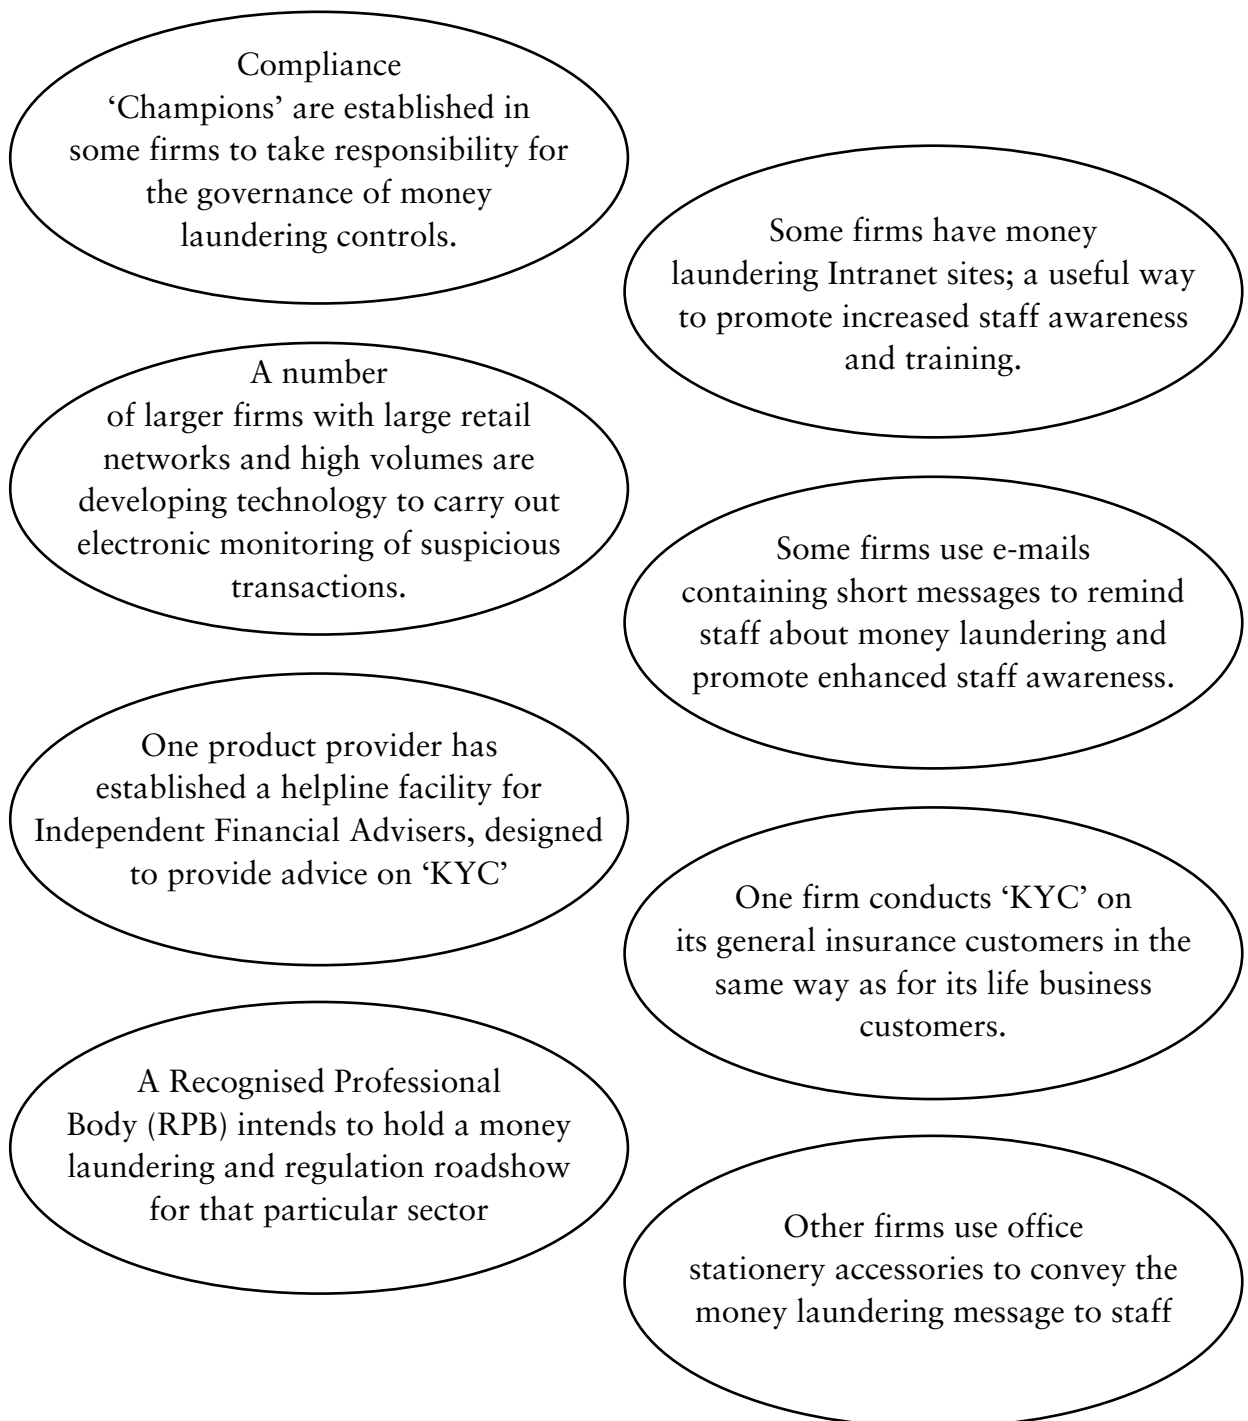 Compliance
‘Champions’ are established in
some firms to take responsibility for
the governance of money
laundering controls.
Some firms have money
laundering Intranet sites; a useful way
to promote increased staff awareness
and training.
A number
of larger firms with large retail
networks and high volumes are
developing technology to carry out
electronic monitoring of suspicious
transactions.
Some firms use e-mails
containing short messages to remind
staff about money laundering and
promote enhanced staff awareness.
One product provider has
established a helpline facility for
Independent Financial Advisers, designed
to provide advice on ‘KYC’
One firm conducts ‘KYC’ on
its general insurance customers in the
same way as for its life business
customers.
A Recognised Professional
Body (RPB) intends to hold a money
laundering and regulation roadshow
for that particular sector
Other firms use office
stationery accessories to convey the
money laundering message to staff